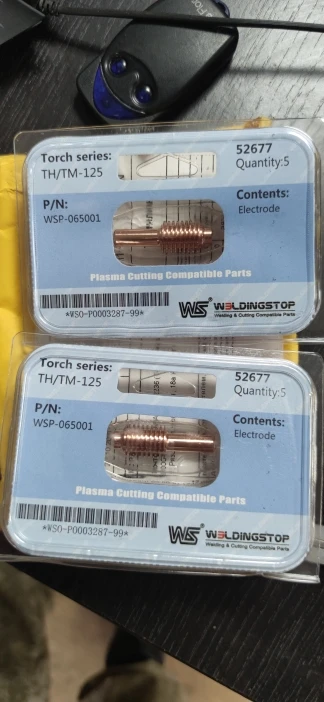 Torch series:
TH/TM-125
52677
Quantity:5
P/N:
WSP-065001
Contents:
Electrode
Plasma Cutting Compatible Parts
*WSO-P0003287-99*
WS® WELDINGSTOP
Welding & Cutting Compatible Parts
Torch series:
TH/TM-125
52677
Quantity:5
P/N:
WSP-065001
Contents:
Electrode
Plasma Cutting Compatible Parts
*WSO-P0003287-99*
WS® WELDINGSTOP
Welding & Cutting Compatible Parts